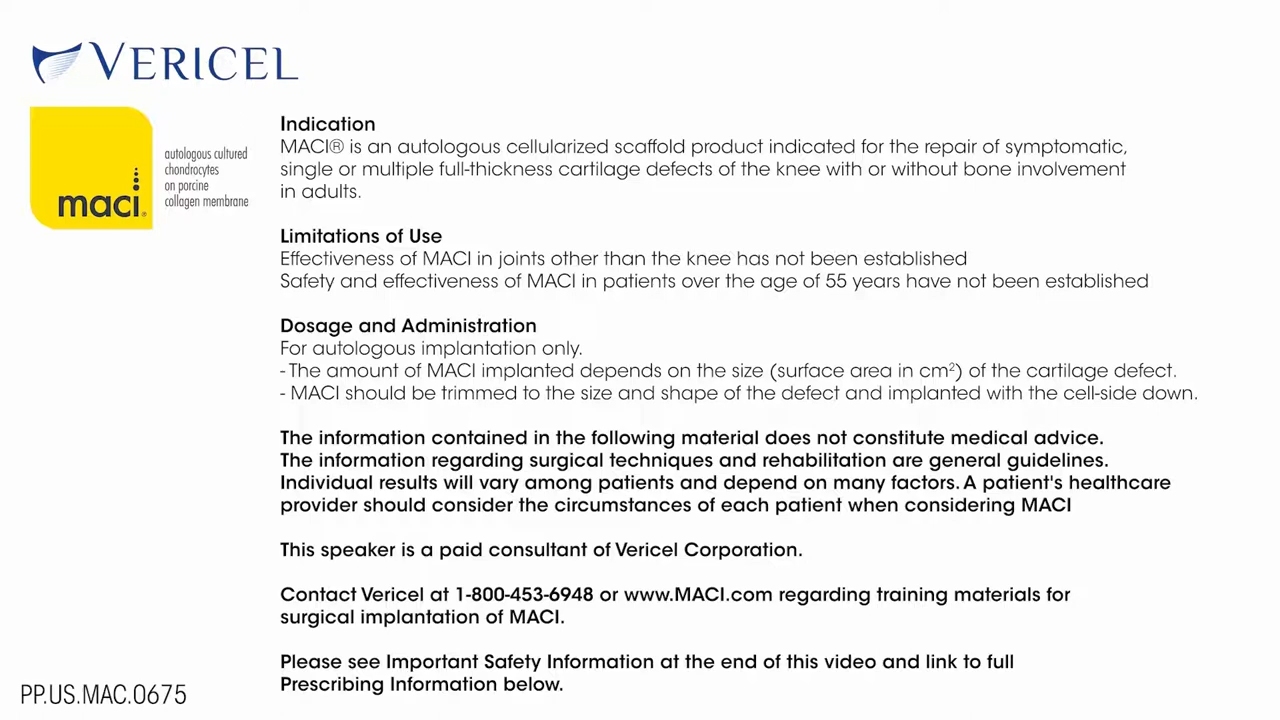 VERICEL
maci®
autologous cultured
chondrocytes
on porcine
collagen membrane
Indication
MACI® is an autologous cellularized scaffold product indicated for the repair of symptomatic,
single or multiple full-thickness cartilage defects of the knee with or without bone involvement
in adults.
Limitations of Use
Effectiveness of MACI in joints other than the knee has not been established
Safety and effectiveness of MACI in patients over the age of 55 years have not been established
Dosage and Administration
For autologous implantation only.
- The amount of MACI implanted depends on the size (surface area in cm²) of the cartilage defect.
- MACI should be trimmed to the size and shape of the defect and implanted with the cell-side down.
The information contained in the following material does not constitute medical advice.
The information regarding surgical techniques and rehabilitation are general guidelines.
Individual results will vary among patients and depend on many factors. A patient's healthcare
provider should consider the circumstances of each patient when considering MACI
This speaker is a paid consultant of Vericel Corporation.
Contact Vericel at 1-800-453-6948 or www.MACI.com regarding training materials for
surgical implantation of MACI.
Please see Important Safety Information at the end of this video and link to full
Prescribing Information below.
PP.US.MAC.0675